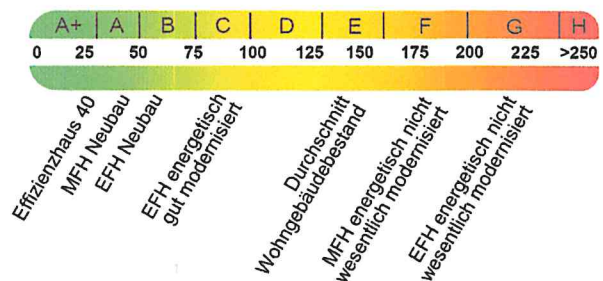 A+ A B C D E F G H
0 25 50 75 100 125 150 175 200 225 >250
Effizienzhaus 40
MFH Neubau
EFH Neubau
EFH energetisch
gut modernisiert
Durchschnitt
Wohngebäudebestand
MFH energetisch nicht
wesentlich modernisiert
EFH energetisch nicht
wesentlich modernisiert